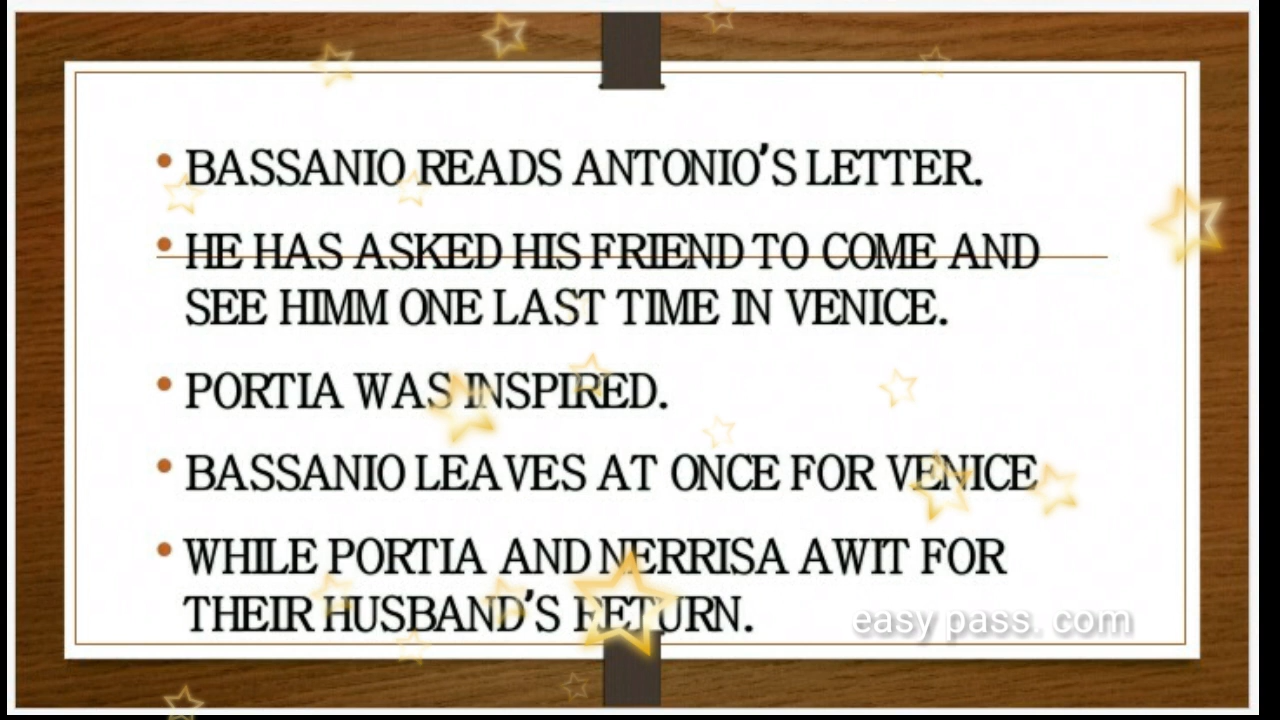 • BASSANIO READS ANTONIO’S LETTER.
• HE HAS ASKED HIS FRIEND TO COME AND
SEE HIMM ONE LAST TIME IN VENICE.
• PORTIA WAS INSPIRED.
• BASSANIO LEAVES AT ONCE FOR VENICE
• WHILE PORTIA AND NERRISA AWIT FOR
THEIR HUSBAND’S RETURN.
easy pass. com